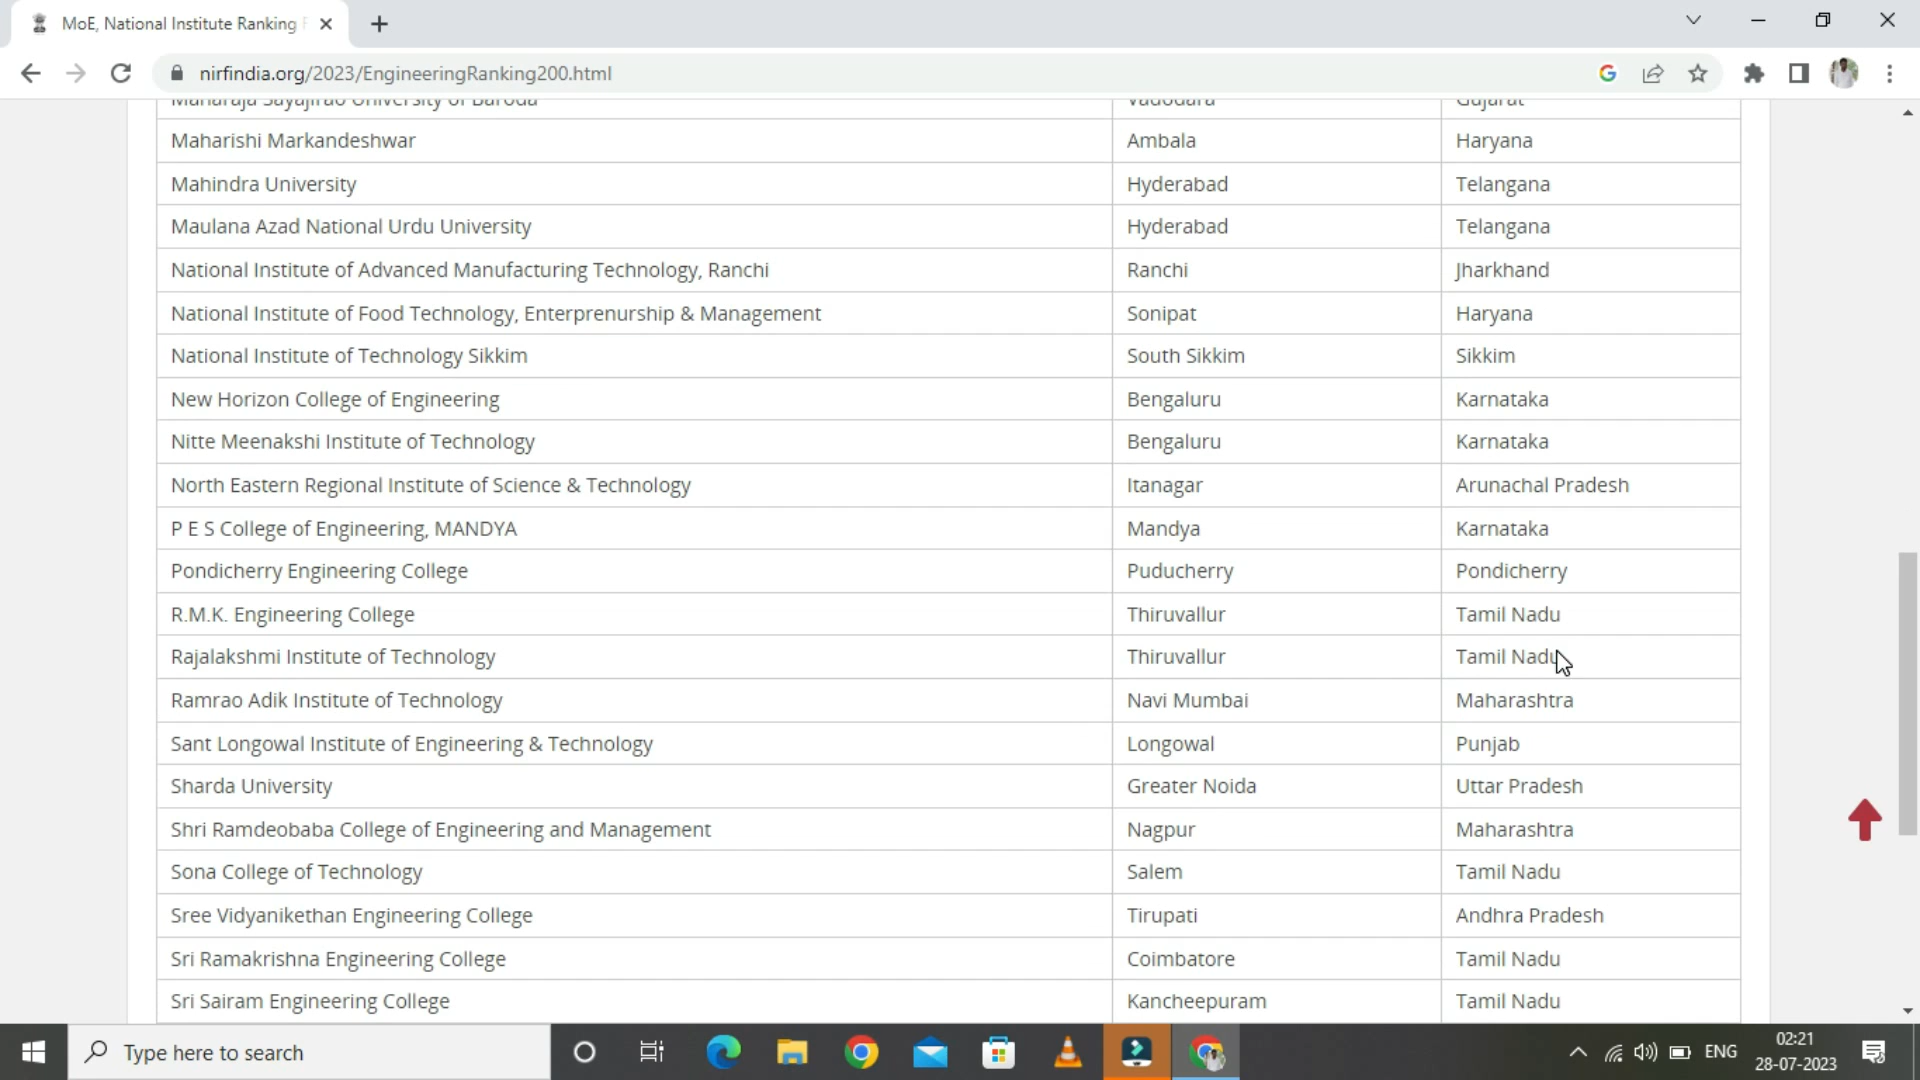 MoE, National Institute Ranking
nirfindia.org/2023/EngineeringRanking200.html
Maharaja Sayajirao University of Baroda Vadodara Gujarat
Maharishi Markandeshwar Ambala Haryana
Mahindra University Hyderabad Telangana
Maulana Azad National Urdu University Hyderabad Telangana
National Institute of Advanced Manufacturing Technology, Ranchi Ranchi Jharkhand
National Institute of Food Technology, Enterprenurship & Management Sonipat Haryana
National Institute of Technology Sikkim South Sikkim Sikkim
New Horizon College of Engineering Bengaluru Karnataka
Nitte Meenakshi Institute of Technology Bengaluru Karnataka
North Eastern Regional Institute of Science & Technology Itanagar Arunachal Pradesh
P E S College of Engineering, MANDYA Mandya Karnataka
Pondicherry Engineering College Puducherry Pondicherry
R.M.K. Engineering College Thiruvallur Tamil Nadu
Rajalakshmi Institute of Technology Thiruvallur Tamil Nadu
Ramrao Adik Institute of Technology Navi Mumbai Maharashtra
Sant Longowal Institute of Engineering & Technology Longowal Punjab
Sharda University Greater Noida Uttar Pradesh
Shri Ramdeobaba College of Engineering and Management Nagpur Maharashtra
Sona College of Technology Salem Tamil Nadu
Sree Vidyanikethan Engineering College Tirupati Andhra Pradesh
Sri Ramakrishna Engineering College Coimbatore Tamil Nadu
Sri Sairam Engineering College Kancheepuram Tamil Nadu
Type here to search
ENG
02:21
28-07-2023